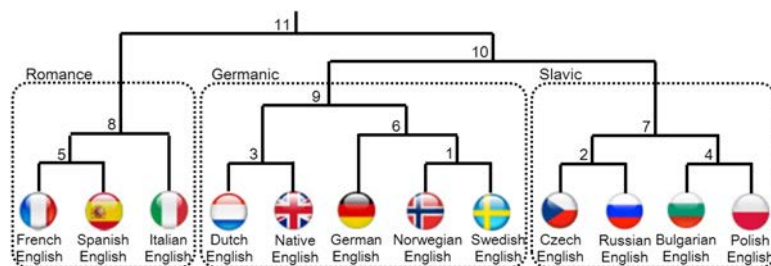 11
10
Romance
Germanic
Slavic
9
8
6
7
5
3
1
2
4
French
English
Spanish
English
Italian
English
Dutch
English
Native
English
German
English
Norwegian
English
Swedish
English
Czech
English
Russian
English
Bulgarian
English
Polish
English